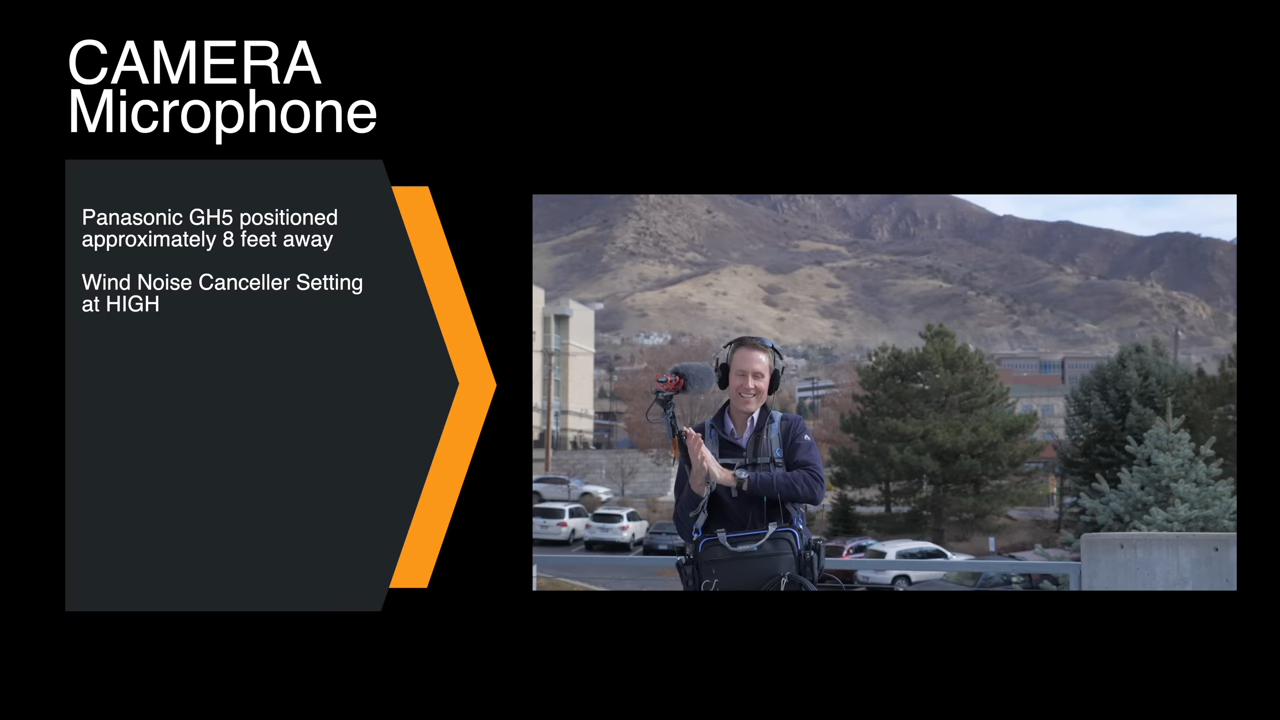 CAMERA
Microphone
Panasonic GH5 positioned
approximately 8 feet away
Wind Noise Canceller Setting
at HIGH